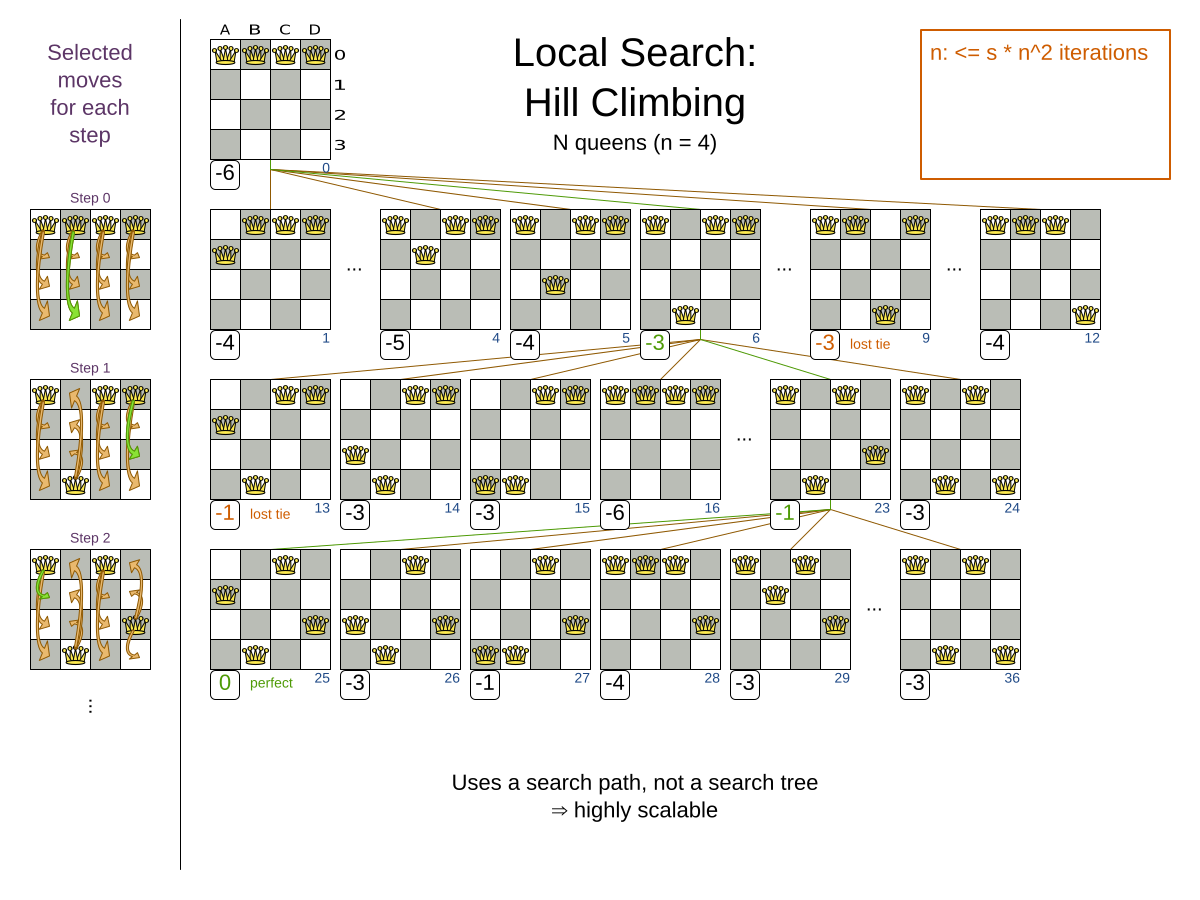 Selected
moves
for each
step
A B C D
0
1
2
3
Local Search:
Hill Climbing
N queens (n = 4)
n: <= s * n^2 iterations
-6
0
Step 0
...
...
...
-4
1
-5
4
-4
5
-3
6
-3
lost tie
9
-4
12
Step 1
...
-1
lost tie
13
-3
14
-3
15
-6
16
-1
23
-3
24
Step 2
...
0
perfect
25
-3
26
-1
27
-4
28
-3
29
-3
36
...
Uses a search path, not a search tree
⇒ highly scalable